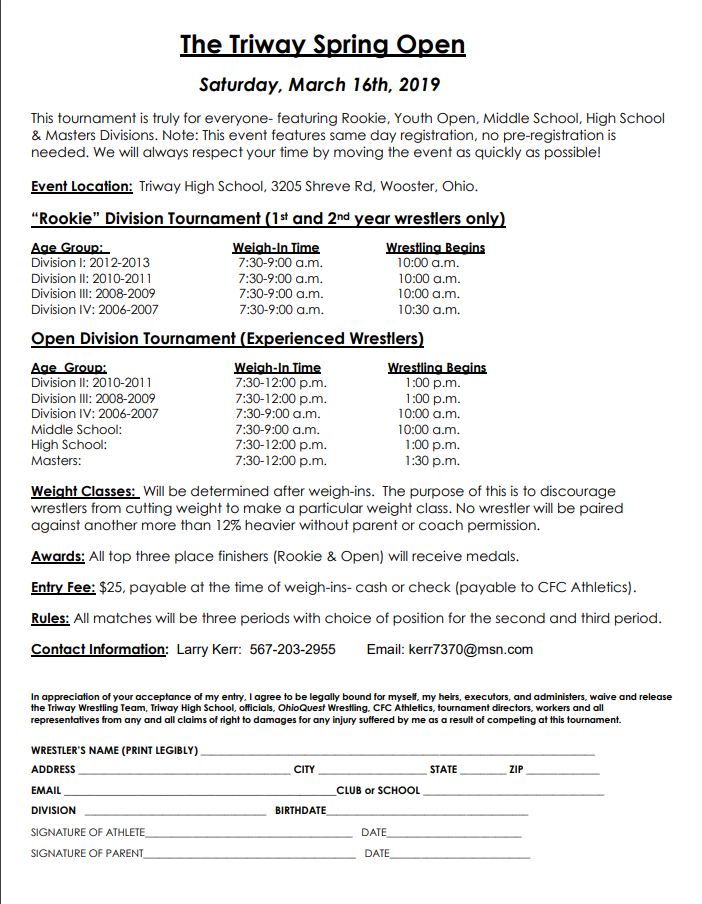 The Triway Spring Open
Saturday, March 16th, 2019
This tournament is truly for everyone- featuring Rookie, Youth Open, Middle School, High School
& Masters Divisions. Note: This event features same day registration, no pre-registration is
needed. We will always respect your time by moving the event as quickly as possible!
Event Location: Triway High School, 3205 Shreve Rd, Wooster, Ohio.
“Rookie” Division Tournament (1st and 2nd year wrestlers only)
Age Group: Weigh-In Time Wrestling Begins
Division I: 2012-2013 7:30-9:00 a.m. 10:00 a.m.
Division II: 2010-2011 7:30-9:00 a.m. 10:00 a.m.
Division III: 2008-2009 7:30-9:00 a.m. 10:00 a.m.
Division IV: 2006-2007 7:30-9:00 a.m. 10:30 a.m.
Open Division Tournament (Experienced Wrestlers)
Age Group: Weigh-In Time Wrestling Begins
Division II: 2010-2011 7:30-12:00 p.m. 1:00 p.m.
Division III: 2008-2009 7:30-12:00 p.m. 1:00 p.m.
Division IV: 2006-2007 7:30-9:00 a.m. 10:00 a.m.
Middle School: 7:30-9:00 a.m. 10:00 a.m.
High School: 7:30-12:00 p.m. 1:00 p.m.
Masters: 7:30-12:00 p.m. 1:30 p.m.
Weight Classes: Will be determined after weigh-ins. The purpose of this is to discourage
wrestlers from cutting weight to make a particular weight class. No wrestler will be paired
against another more than 12% heavier without parent or coach permission.
Awards: All top three place finishers (Rookie & Open) will receive medals.
Entry Fee: $25, payable at the time of weigh-ins- cash or check (payable to CFC Athletics).
Rules: All matches will be three periods with choice of position for the second and third period.
Contact Information: Larry Kerr: 567-203-2955 Email: kerr7370@msn.com
In appreciation of your acceptance of my entry, I agree to be legally bound for myself, my heirs, executors, and administers, waive and release
the Triway Wrestling Team, Triway High School, officials, OhioQuest Wrestling, CFC Athletics, tournament directors, workers and all
representatives from any and all claims of right to damages for any injury suffered by me as a result of competing at this tournament.
WRESTLER'S NAME (PRINT LEGIBLY) ____________________
ADDRESS ____________________ CITY __________ STATE _____ ZIP __________
EMAIL ____________________CLUB or SCHOOL ____________________
DIVISION ____________________ BIRTHDATE____________________
SIGNATURE OF ATHLETE____________________ DATE____________________
SIGNATURE OF PARENT____________________ DATE____________________